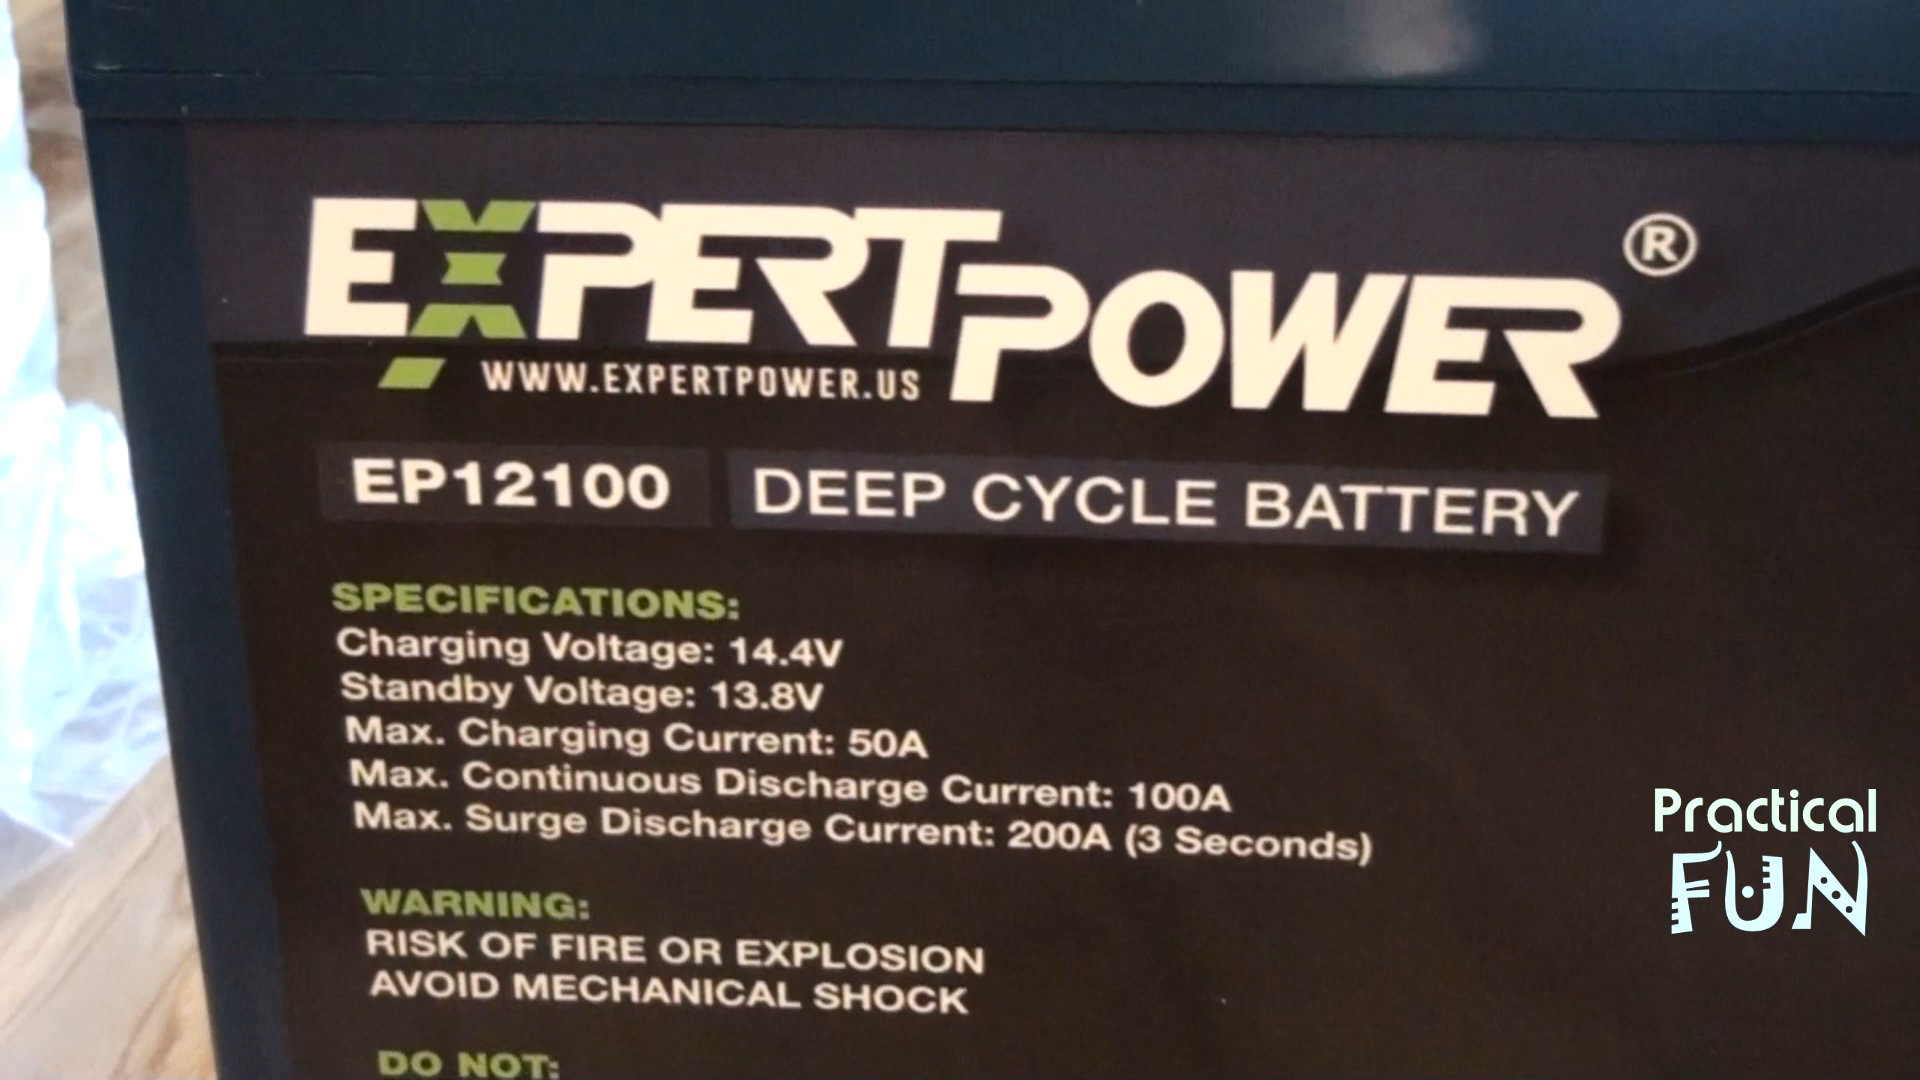 EXPERTPOWER ®
WWW.EXPERTPOWER.US
EP12100 DEEP CYCLE BATTERY
SPECIFICATIONS:
Charging Voltage: 14.4V
Standby Voltage: 13.8V
Max. Charging Current: 50A
Max. Continuous Discharge Current: 100A
Max. Surge Discharge Current: 200A (3 Seconds)
WARNING:
RISK OF FIRE OR EXPLOSION
AVOID MECHANICAL SHOCK
DO NOT:
Practical
FUN